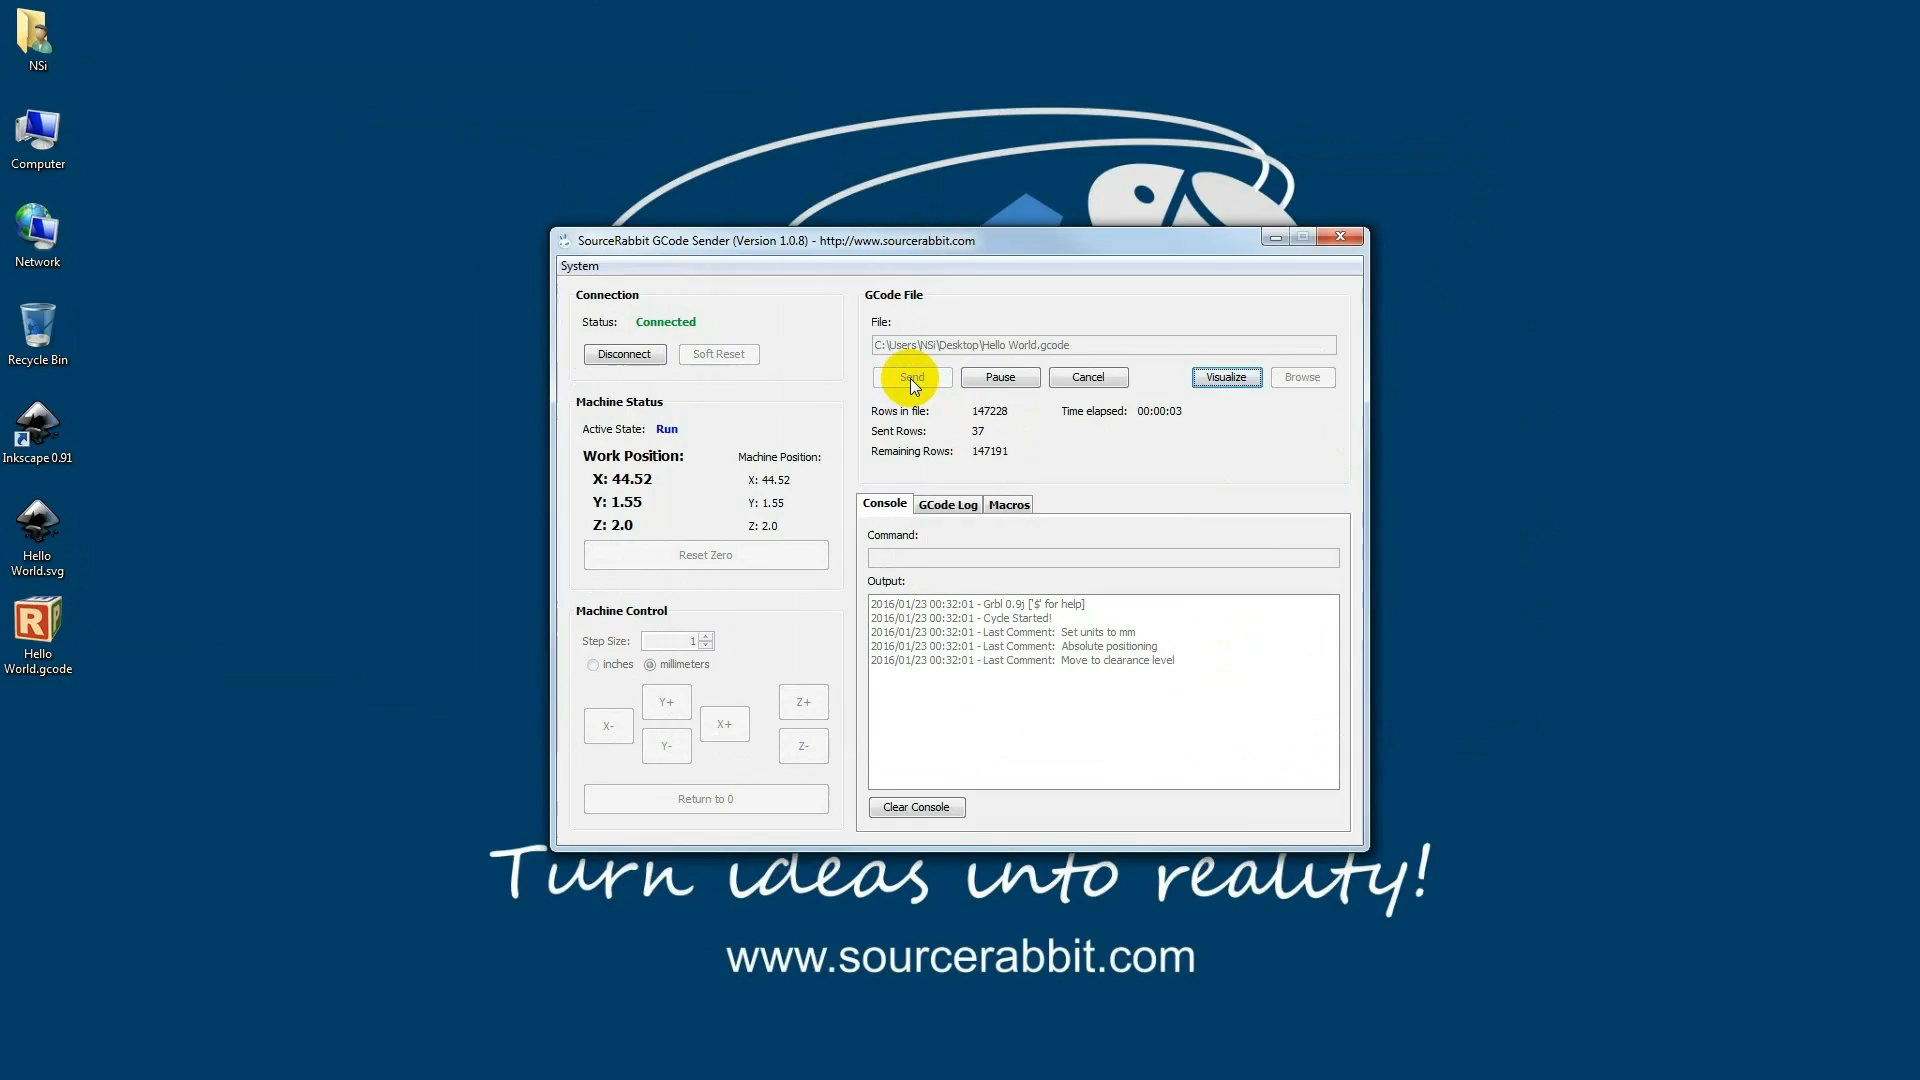 NSi
Computer
Network
Recycle Bin
Inkscape 0.91
Hello
World.svg
Hello
World.gcode
SourceRabbit GCode Sender (Version 1.0.8) - http://www.sourcerabbit.com
System
Connection
Status: Connected
Disconnect Soft Reset
Machine Status
Active State: Run
Work Position: Machine Position:
X: 44.52 X: 44.52
Y: 1.55 Y: 1.55
Z: 2.0 Z: 2.0
Reset Zero
Machine Control
Step Size: 1
inches millimeters
Y+ Z+
X- X+
Y- Z-
Return to 0
GCode File
File:
C:\Users\NSi\Desktop\Hello World.gcode
Send Pause Cancel Visualize Browse
Rows in file: 147228 Time elapsed: 00:00:03
Sent Rows: 37
Remaining Rows: 147191
Console GCode Log Macros
Command:
Output:
2016/01/23 00:32:01 - Grbl 0.9j ['$' for help]
2016/01/23 00:32:01 - Cycle Started!
2016/01/23 00:32:01 - Last Comment: Set units to mm
2016/01/23 00:32:01 - Last Comment: Absolute positioning
2016/01/23 00:32:01 - Last Comment: Move to clearance level
Clear Console
Turn ideas into reality!
www.sourcerabbit.com